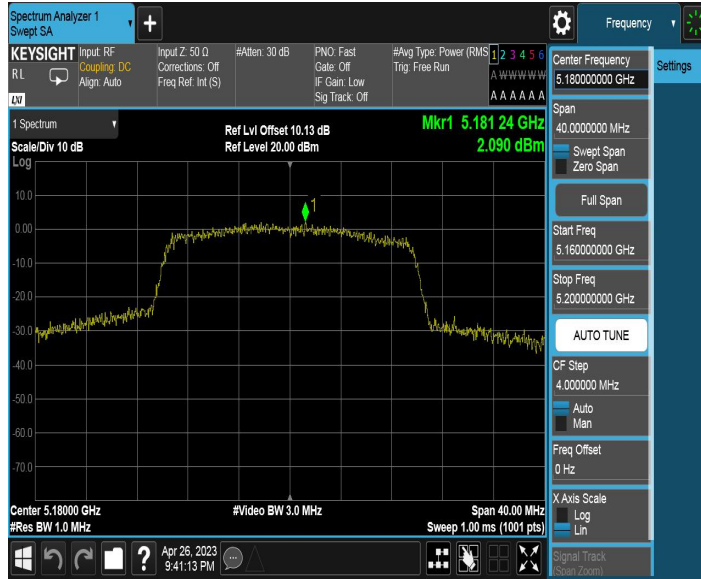 Spectrum Analyzer 1
Swept SA
Frequency
KEYSIGHT
RL
LXI
Input: RF
Coupling: DC
Align: Auto
Input Z: 50 Ω
Corrections: Off
Freq Ref: Int (S)
#Atten: 30 dB
PNO: Fast
Gate: Off
IF Gain: Low
Sig Track: Off
#Avg Type: Power (RMS
Trig: Free Run
1 2 3 4 5 6
A W W W W W
A A A A A A
1 Spectrum
Scale/Div 10 dB
Ref Lvl Offset 10.13 dB
Ref Level 20.00 dBm
Mkr1 5.181 24 GHz
2.090 dBm
Log
10.0
0.00
-10.0
-20.0
-30.0
-40.0
-50.0
-60.0
-70.0
1
Center 5.18000 GHz
#Res BW 1.0 MHz
#Video BW 3.0 MHz
Span 40.00 MHz
Sweep 1.00 ms (1001 pts)
Center Frequency
5.180000000 GHz
Span
40.0000000 MHz
Swept Span
Zero Span
Full Span
Start Freq
5.160000000 GHz
Stop Freq
5.200000000 GHz
AUTO TUNE
CF Step
4.000000 MHz
Auto
Man
Freq Offset
0 Hz
X Axis Scale
Log
Lin
Signal Track
(Span Zoom)
Settings
?
Apr 26, 2023
9:41:13 PM